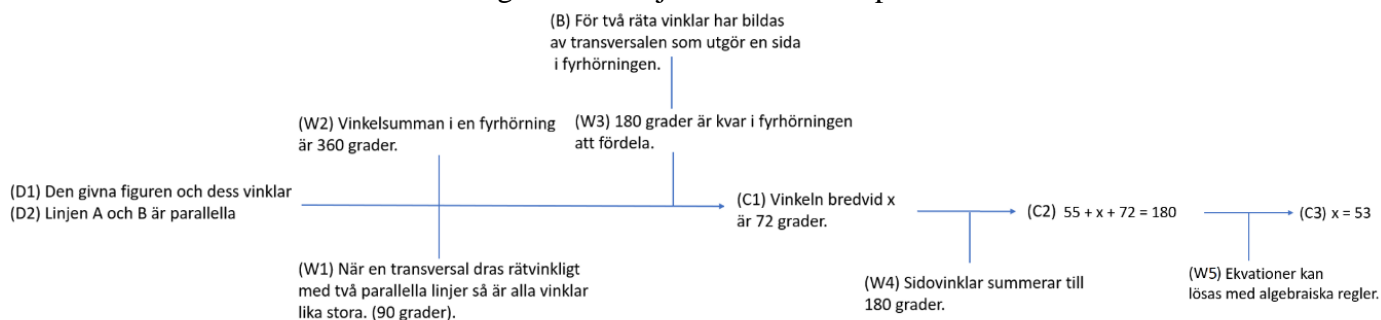 (B) För två räta vinklar har bildas
av transversalen som utgör en sida
i fyrhörningen.
(W2) Vinkelsumman i en fyrhörning
är 360 grader.
(W3) 180 grader är kvar i fyrhörningen
att fördela.
(D1) Den givna figuren och dess vinklar
(D2) Linjen A och B är parallella
(C1) Vinkeln bredvid x
är 72 grader.
(C2) 55 + x + 72 = 180
(C3) x = 53
(W1) När en transversal dras rätvinkligt
med två parallella linjer så är alla vinklar
lika stora. (90 grader).
(W4) Sidovinklar summerar till
180 grader.
(W5) Ekvationer kan
lösas med algebraiska regler.